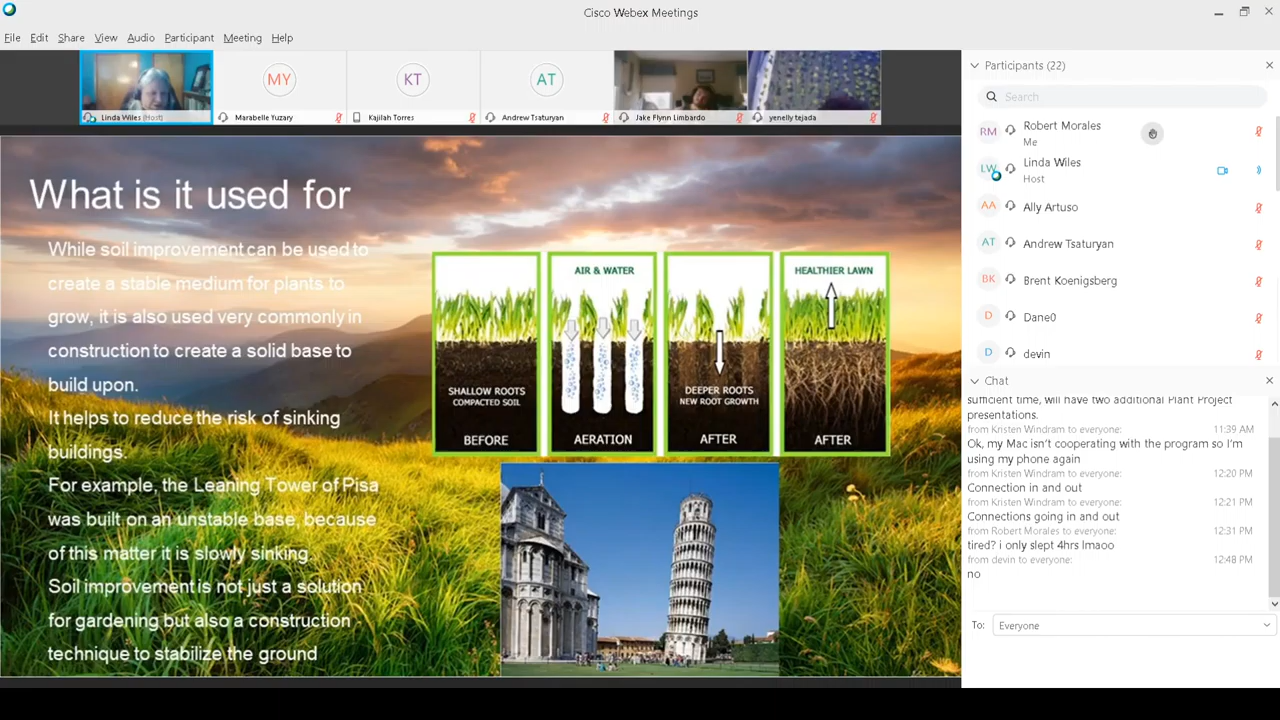 Cisco Webex Meetings
File Edit Share View Audio Participant Meeting Help
Linda Wiles (Host)
MY
Marabelle Yuzary
KT
Kajilah Torres
AT
Andrew Tsaturyan
Jake Flynn Limbardo
yenelly tejada
What is it used for
While soil improvement can be used to
create a stable medium for plants to
grow, it is also used very commonly in
construction to create a solid base to
build upon.
It helps to reduce the risk of sinking
buildings.
For example, the Leaning Tower of Pisa
was built on an unstable base, because
of this matter it is slowly sinking.
Soil improvement is not just a solution
for gardening but also a construction
technique to stabilize the ground
SHALLOW ROOTS
COMPACTED SOIL
BEFORE
AIR & WATER
AERATION
DEEPER ROOTS
NEW ROOT GROWTH
AFTER
HEALTHIER LAWN
AFTER
Participants (22)
Search
RM Robert Morales
Me
LW Linda Wiles
Host
AA Ally Artuso
AT Andrew Tsaturyan
BK Brent Koenigsberg
D Dane0
D devin
Chat
sufficient time, will have two additional Plant Project
presentations.
from Kristen Windram to everyone: 11:39 AM
Ok, my Mac isn't cooperating with the program so I'm
using my phone again
from Kristen Windram to everyone: 12:20 PM
Connection in and out
from Kristen Windram to everyone: 12:21 PM
Connections going in and out
from Robert Morales to everyone: 12:31 PM
tired? i only slept 4hrs lmaoo
from devin to everyone: 12:48 PM
no
To: Everyone